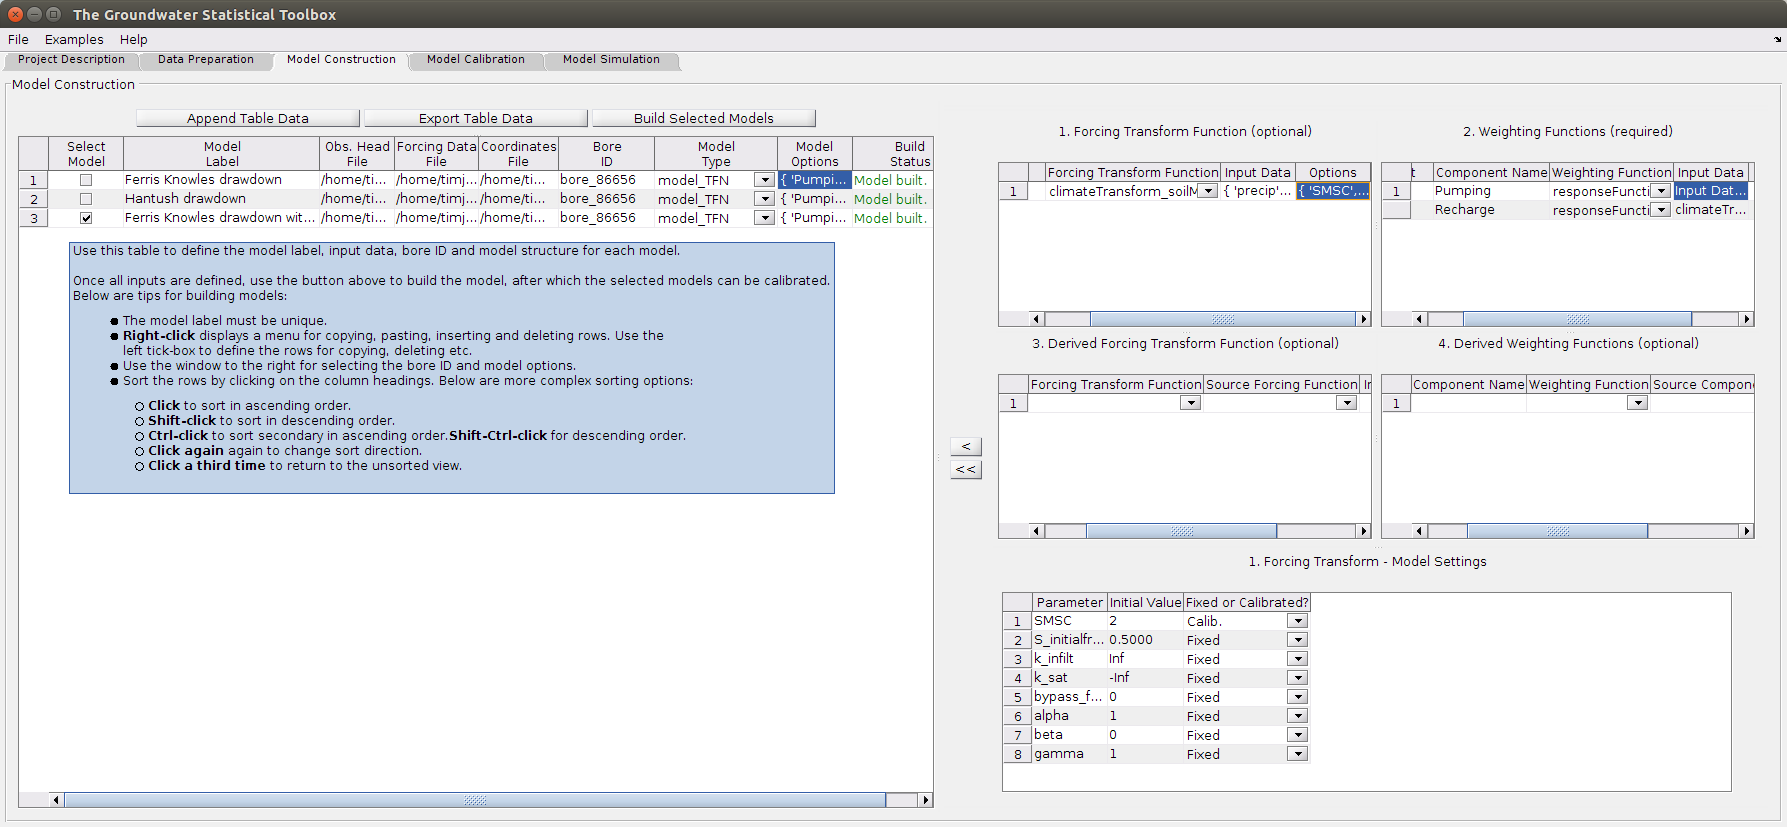 The Groundwater Statistical Toolbox
File Examples Help
Project Description Data Preparation Model Construction Model Calibration Model Simulation
Model Construction
Append Table Data Export Table Data Build Selected Models
Select Model Model Label Obs. Head File Forcing Data File Coordinates File Bore ID Model Type Model Options Build Status
1 Ferris Knowles drawdown /home/ti... /home/timj... /home/ti... bore_86656 model_TFN { 'Pumpi... Model built.
2 Hantush drawdown /home/ti... /home/timj... /home/ti... bore_86656 model_TFN { 'Pumpi... Model built.
3 Ferris Knowles drawdown wit... /home/ti... /home/timj... /home/ti... bore_86656 model_TFN { 'Pumpi... Model built.
Use this table to define the model label, input data, bore ID and model structure for each model.
Once all inputs are defined, use the button above to build the model, after which the selected models can be calibrated.
Below are tips for building models:
The model label must be unique.
Right-click displays a menu for copying, pasting, inserting and deleting rows. Use the
left tick-box to define the rows for copying, deleting etc.
Use the window to the right for selecting the bore ID and model options.
Sort the rows by clicking on the column headings. Below are more complex sorting options:
Click to sort in ascending order.
Shift-click to sort in descending order.
Ctrl-click to sort secondary in ascending order.Shift-Ctrl-click for descending order.
Click again again to change sort direction.
Click a third time to return to the unsorted view.
<
<<
1. Forcing Transform Function (optional)
Forcing Transform Function Input Data Options
1 climateTransform_soilM { 'precip'... { 'SMSC',...
2. Weighting Functions (required)
t Component Name Weighting Function Input Data
1 Pumping responseFuncti Input Dat...
Recharge responseFuncti climateTr...
3. Derived Forcing Transform Function (optional)
Forcing Transform Function Source Forcing Function I
1
4. Derived Weighting Functions (optional)
Component Name Weighting Function Source Compon
1
1. Forcing Transform - Model Settings
Parameter Initial Value Fixed or Calibrated?
1 SMSC 2 Calib.
2 S_initialfr... 0.5000 Fixed
3 k_infilt Inf Fixed
4 k_sat -Inf Fixed
5 bypass_f... 0 Fixed
6 alpha 1 Fixed
7 beta 0 Fixed
8 gamma 1 Fixed